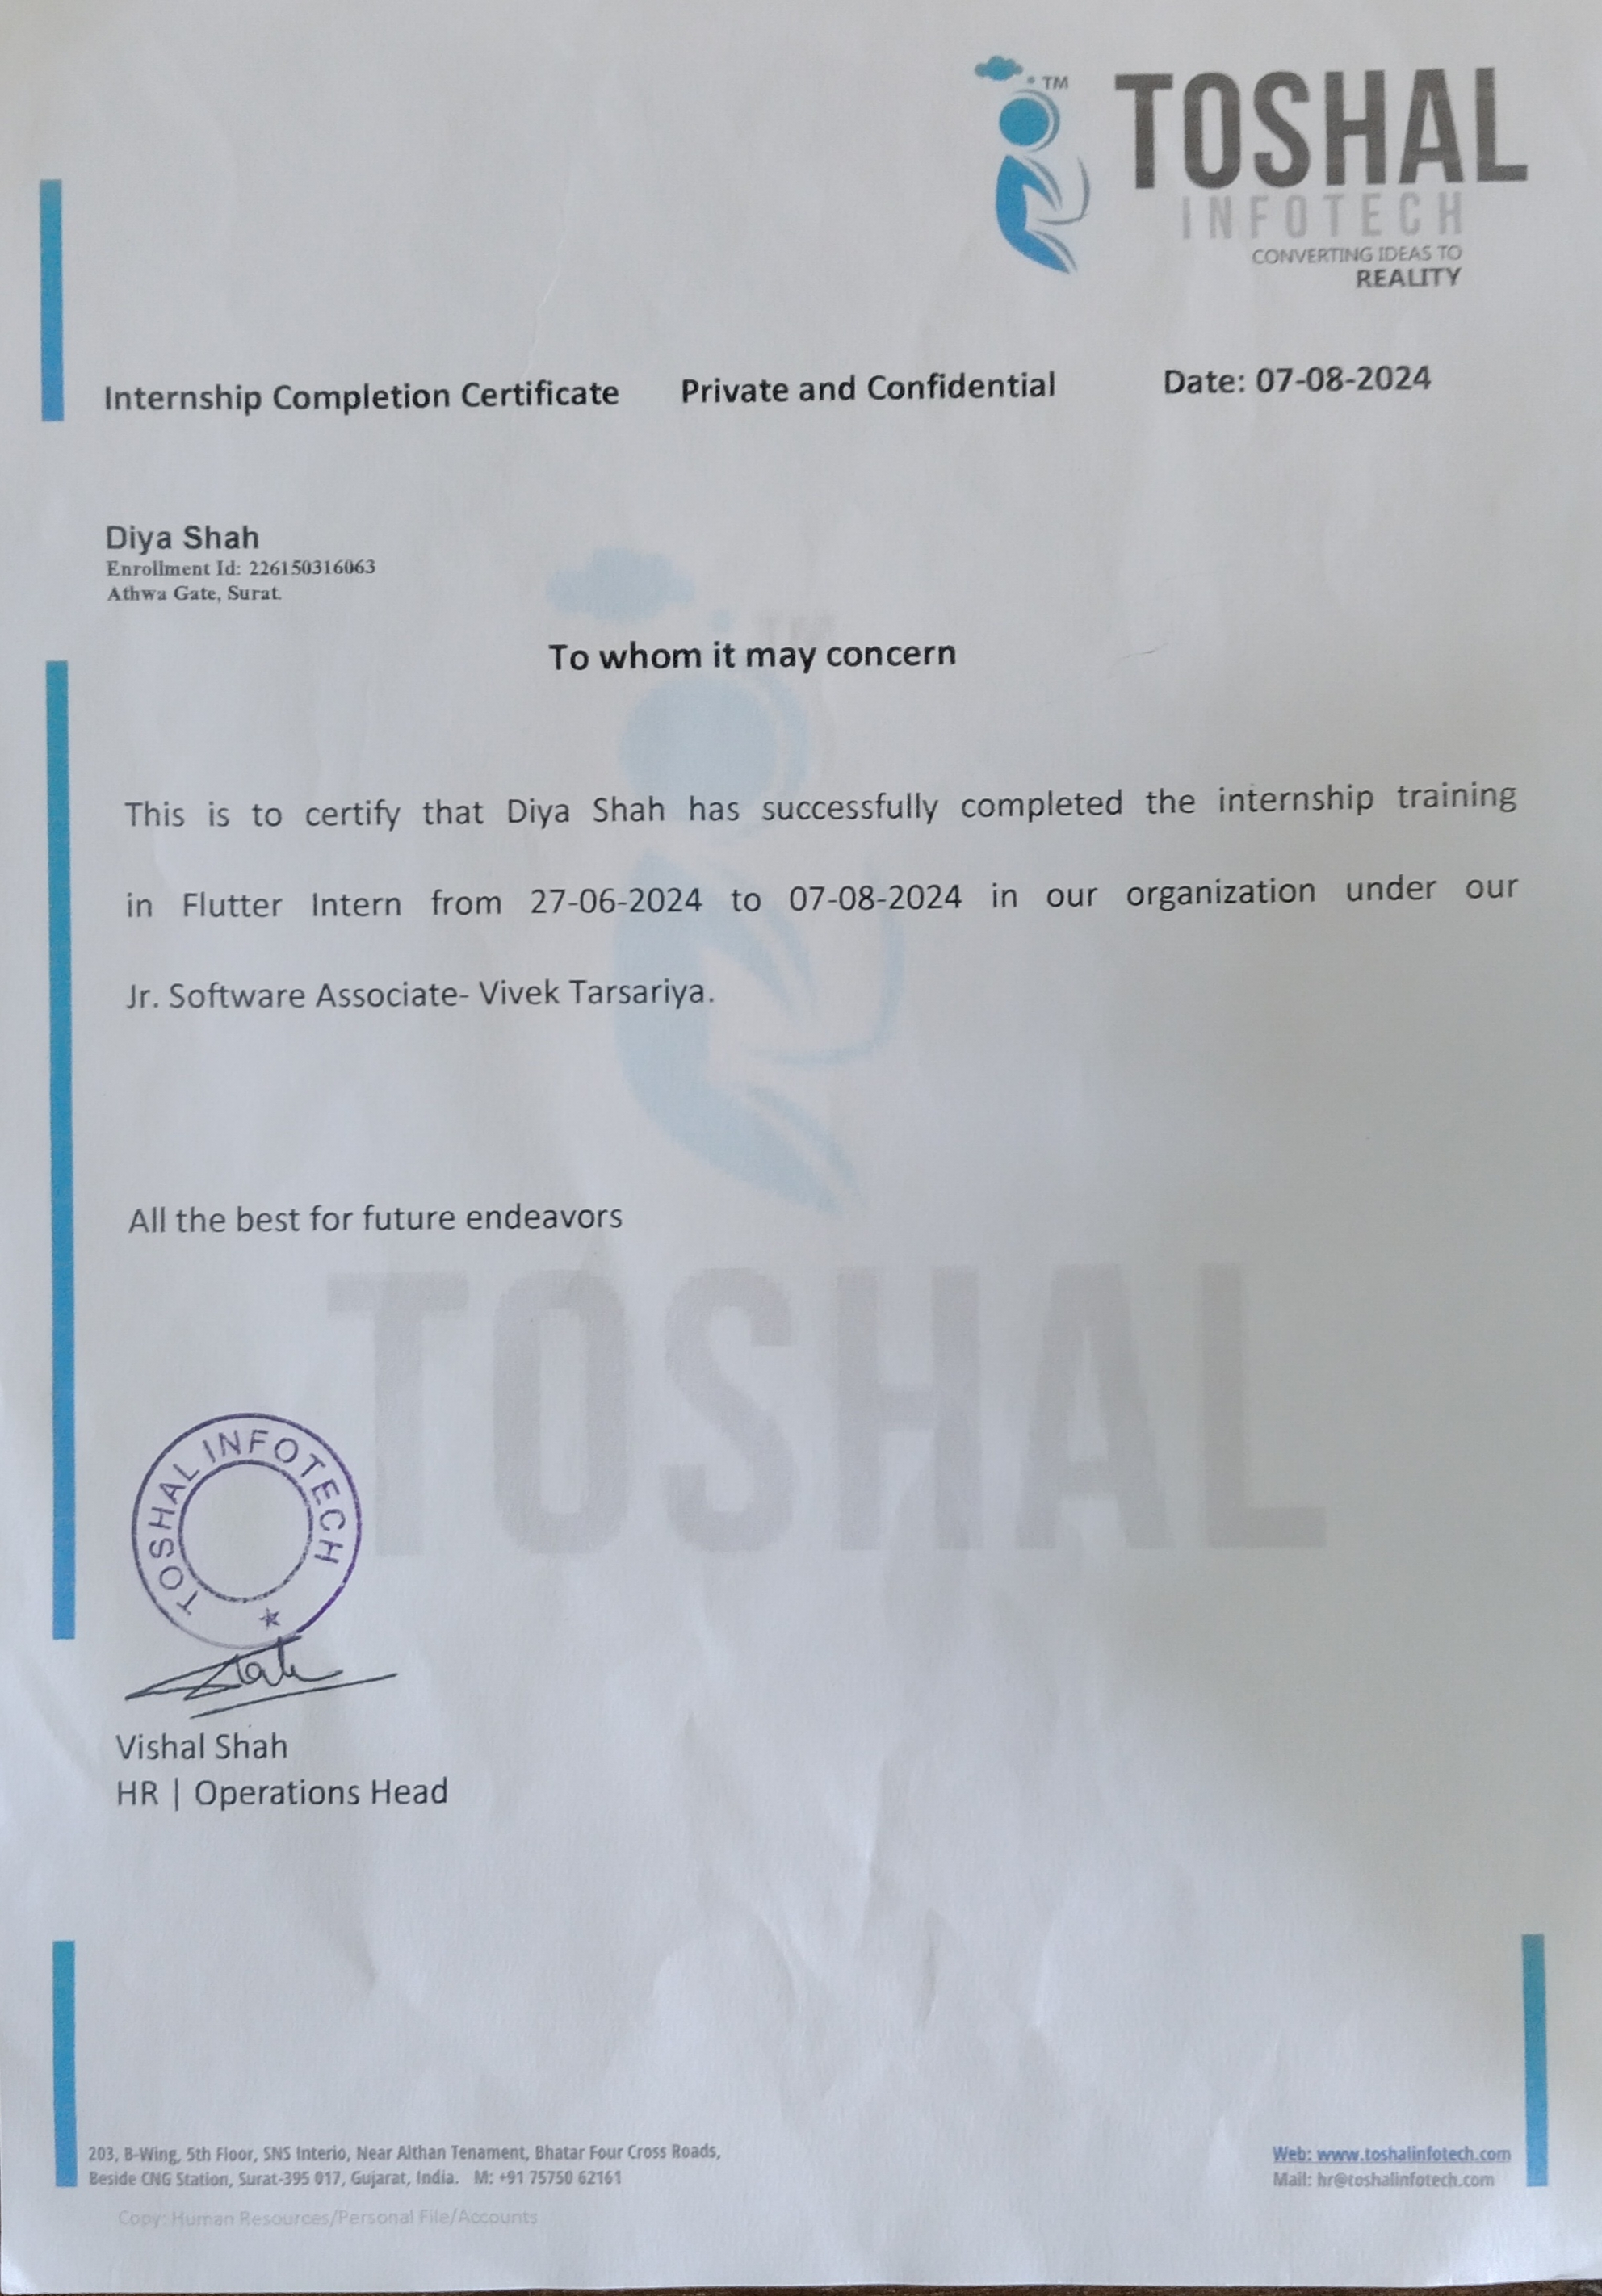 TM
TOSHAL
INFOTECH
CONVERTING IDEAS TO
REALITY
Internship Completion Certificate Private and Confidential Date: 07-08-2024
Diya Shah
Enrollment Id: 226150316063
Athwa Gate, Surat.
TM
To whom it may concern
This is to certify that Diya Shah has successfully completed the internship training
in Flutter Intern from 27-06-2024 to 07-08-2024 in our organization under our
Jr. Software Associate- Vivek Tarsariya.
All the best for future endeavors
TOSHAL
TOSHAL INFOTECH
Vishal Shah
HR | Operations Head
203, B-Wing, 5th Floor, SNS Interio, Near Althan Tenament, Bhatar Four Cross Roads,
Beside CNG Station, Surat-395 017, Gujarat, India. M: +91 75750 62161
Web: www.toshalinfotech.com
Mail: hr@toshalinfotech.com
Copy: Human Resources/Personal File/Accounts